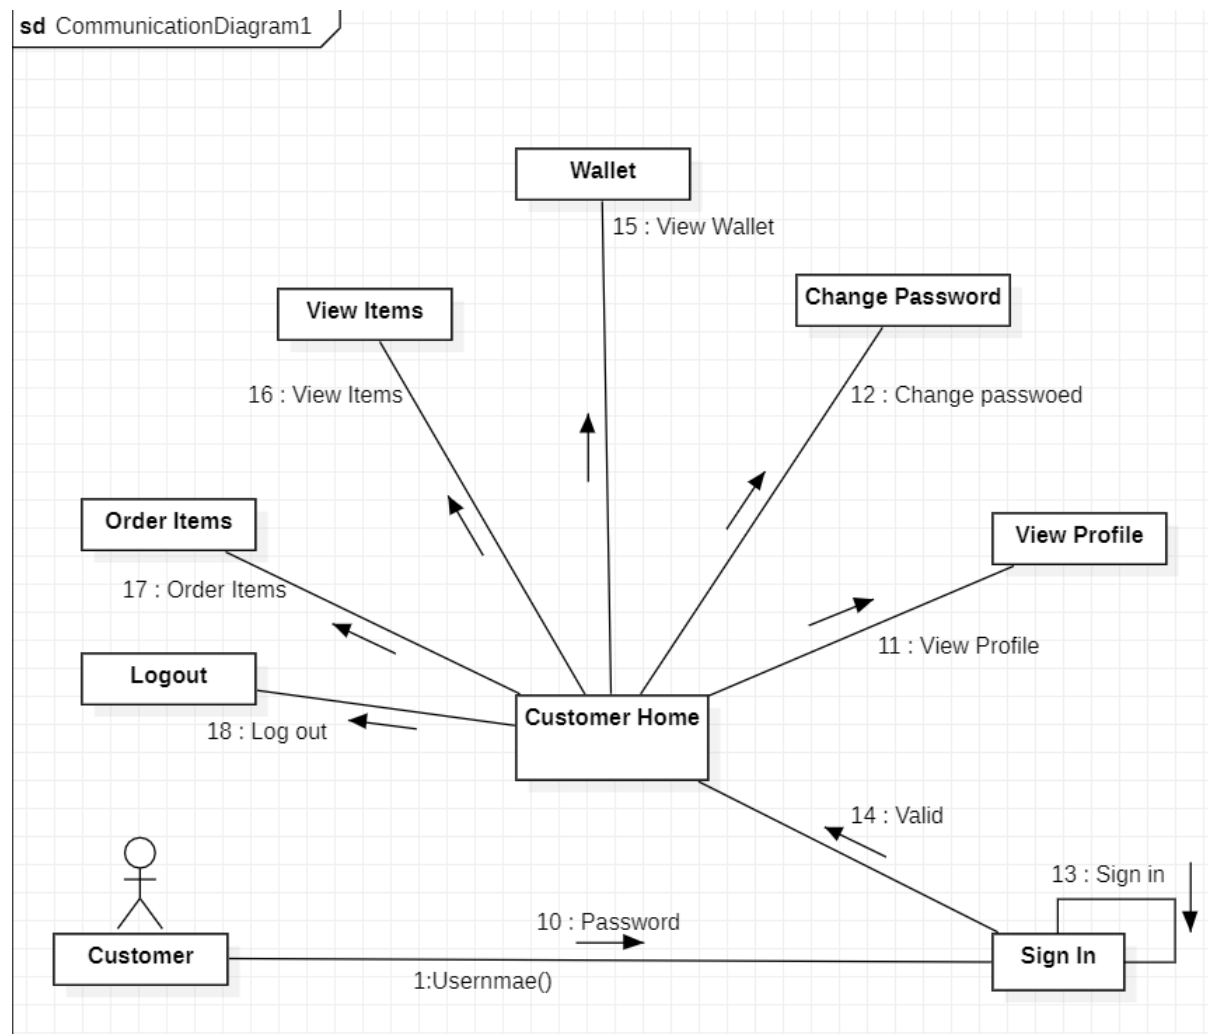 sd CommunicationDiagram1
Wallet
15 : View Wallet
Change Password
View Items
16 : View Items
12 : Change passwoed
Order Items
View Profile
17 : Order Items
11 : View Profile
Logout
Customer Home
18 : Log out
14 : Valid
13 : Sign in
10 : Password
Customer
Sign In
1:Usernmae()